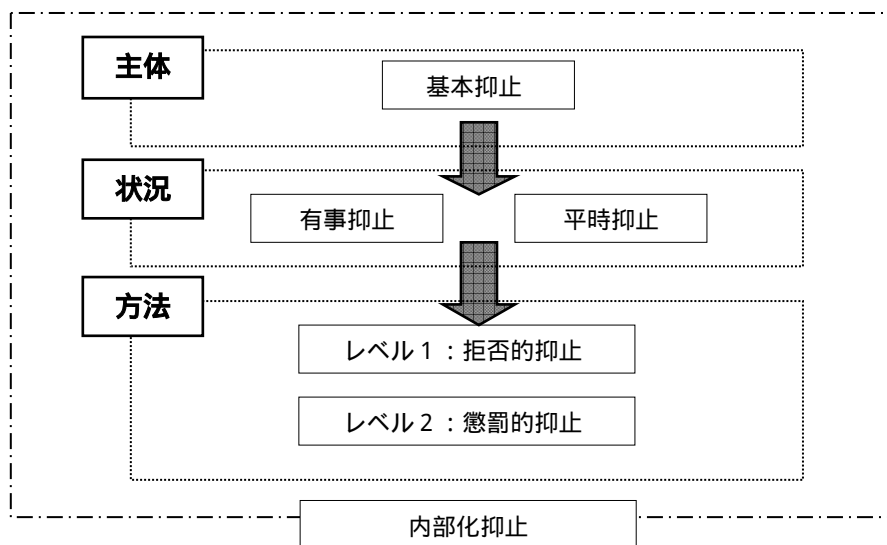 主体
基本抑止
状況
有事抑止
平時抑止
方法
レベル１：拒否的抑止
レベル２：懲罰的抑止
内部化抑止